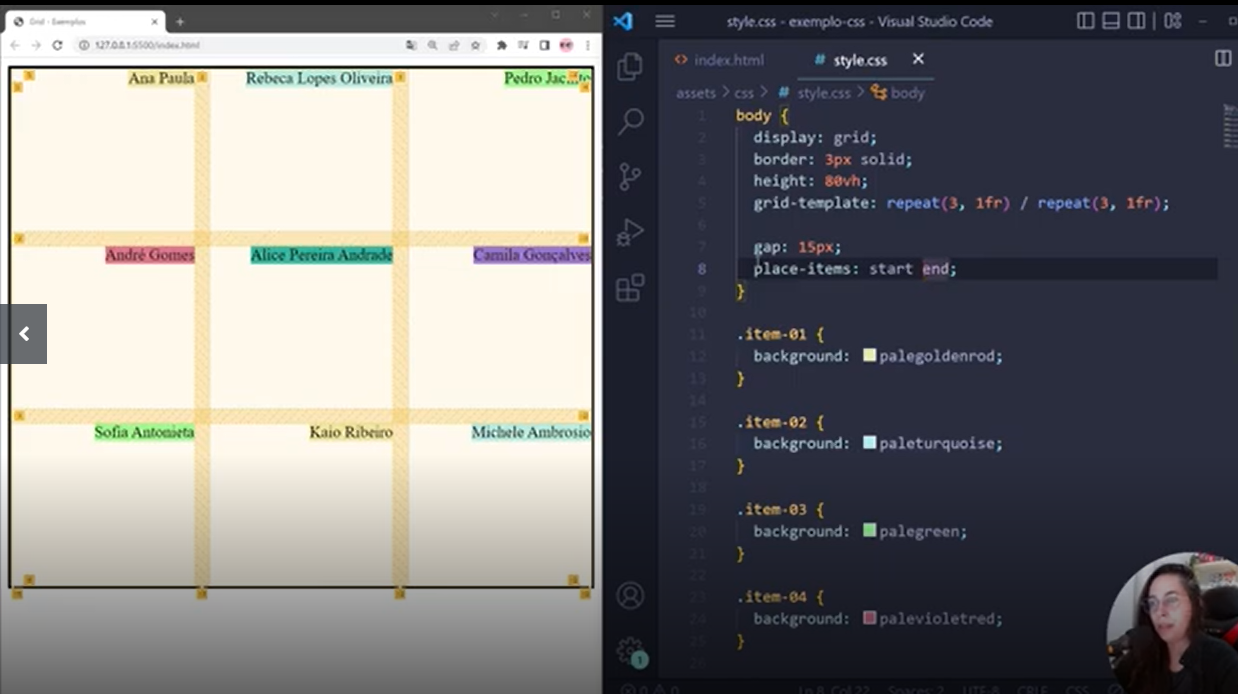 Grid - Exemplos
127.0.0.1:5500/index.html
Ana Paula
Rebeca Lopes Oliveira
Pedro Jac
André Gomes
Alice Pereira Andrade
Camila Gonçalves
Sofia Antonieta
Kaio Ribeiro
Michele Ambrosio
style.css - exemplo-css - Visual Studio Code
index.html
# style.css
assets > css > # style.css > body
1 body {
2 display: grid;
3 border: 3px solid;
4 height: 80vh;
5 grid-template: repeat(3, 1fr) / repeat(3, 1fr);
6
7 gap: 15px;
8 place-items: start end;
9 }
10
11 .item-01 {
12 background: palegoldenrod;
13 }
14
15 .item-02 {
16 background: paleturquoise;
17 }
18
19 .item-03 {
20 background: palegreen;
21 }
22
23 .item-04 {
24 background: palevioletred;
25 }
26
1